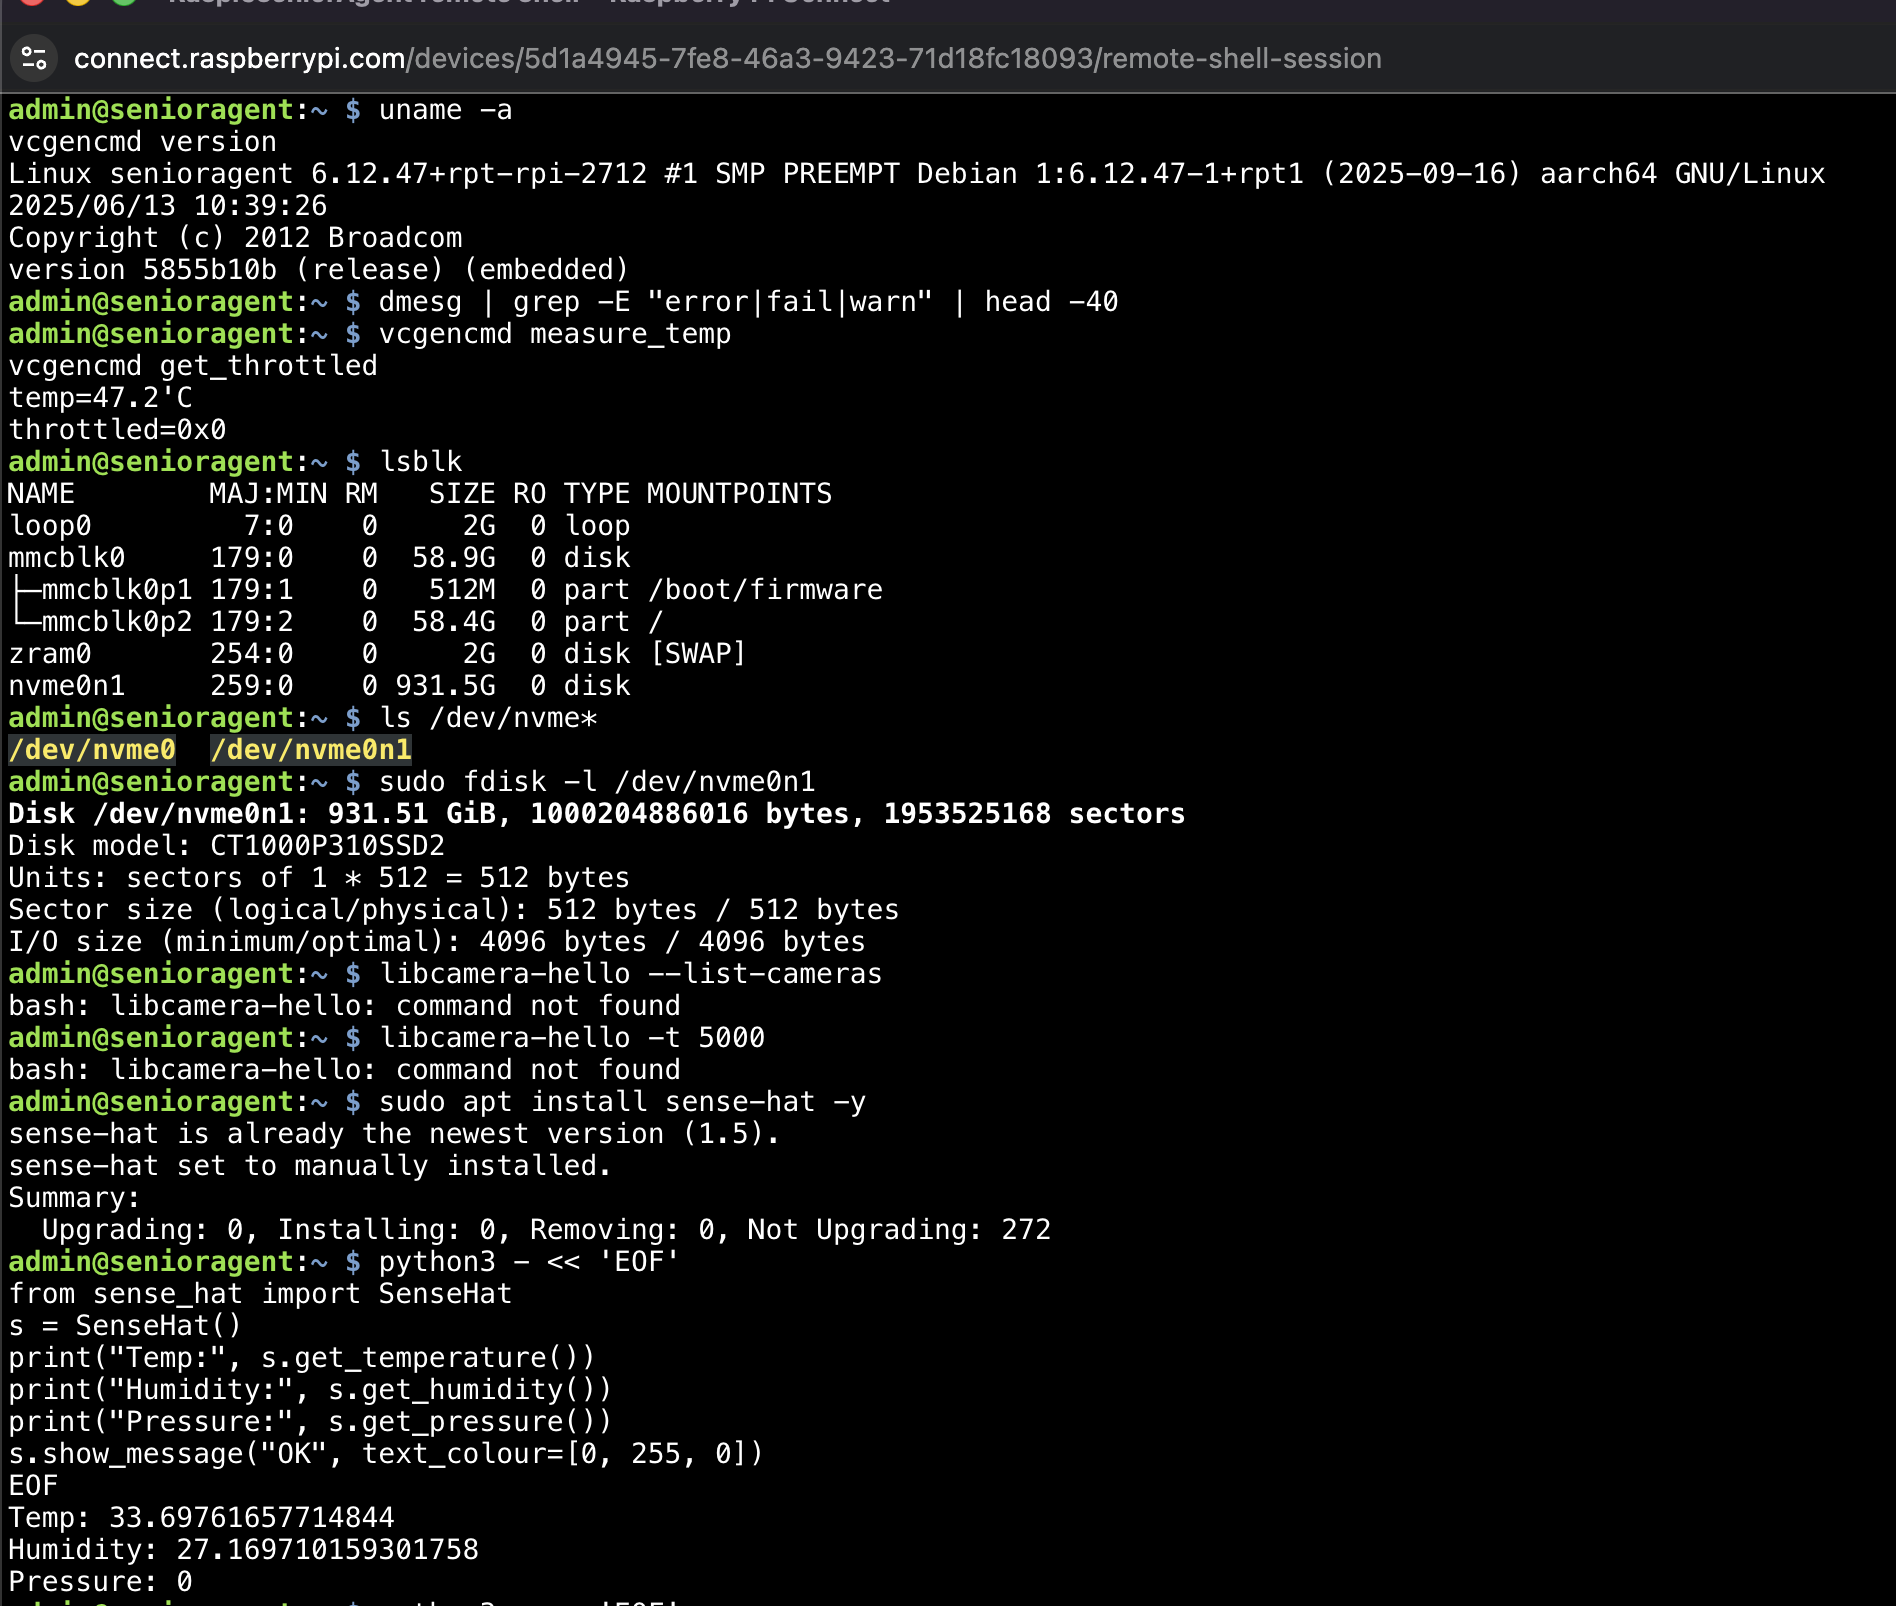 connect.raspberrypi.com/devices/5d1a4945-7fe8-46a3-9423-71d18fc18093/remote-shell-session
admin@senioragent:~ $ uname -a
vcgencmd version
Linux senioragent 6.12.47+rpt-rpi-2712 #1 SMP PREEMPT Debian 1:6.12.47-1+rpt1 (2025-09-16) aarch64 GNU/Linux
2025/06/13 10:39:26
Copyright (c) 2012 Broadcom
version 5855b10b (release) (embedded)
admin@senioragent:~ $ dmesg | grep -E "error|fail|warn" | head -40
admin@senioragent:~ $ vcgencmd measure_temp
vcgencmd get_throttled
temp=47.2'C
throttled=0x0
admin@senioragent:~ $ lsblk
NAME        MAJ:MIN RM   SIZE RO TYPE MOUNTPOINTS
loop0         7:0    0     2G  0 loop
mmcblk0     179:0    0  58.9G  0 disk
├─mmcblk0p1 179:1    0   512M  0 part /boot/firmware
└─mmcblk0p2 179:2    0  58.4G  0 part /
zram0       254:0    0     2G  0 disk [SWAP]
nvme0n1     259:0    0 931.5G  0 disk
admin@senioragent:~ $ ls /dev/nvme*
/dev/nvme0  /dev/nvme0n1
admin@senioragent:~ $ sudo fdisk -l /dev/nvme0n1
Disk /dev/nvme0n1: 931.51 GiB, 1000204886016 bytes, 1953525168 sectors
Disk model: CT1000P310SSD2
Units: sectors of 1 * 512 = 512 bytes
Sector size (logical/physical): 512 bytes / 512 bytes
I/O size (minimum/optimal): 4096 bytes / 4096 bytes
admin@senioragent:~ $ libcamera-hello --list-cameras
bash: libcamera-hello: command not found
admin@senioragent:~ $ libcamera-hello -t 5000
bash: libcamera-hello: command not found
admin@senioragent:~ $ sudo apt install sense-hat -y
sense-hat is already the newest version (1.5).
sense-hat set to manually installed.
Summary:
  Upgrading: 0, Installing: 0, Removing: 0, Not Upgrading: 272
admin@senioragent:~ $ python3 - << 'EOF'
from sense_hat import SenseHat
s = SenseHat()
print("Temp:", s.get_temperature())
print("Humidity:", s.get_humidity())
print("Pressure:", s.get_pressure())
s.show_message("OK", text_colour=[0, 255, 0])
EOF
Temp: 33.69761657714844
Humidity: 27.169710159301758
Pressure: 0